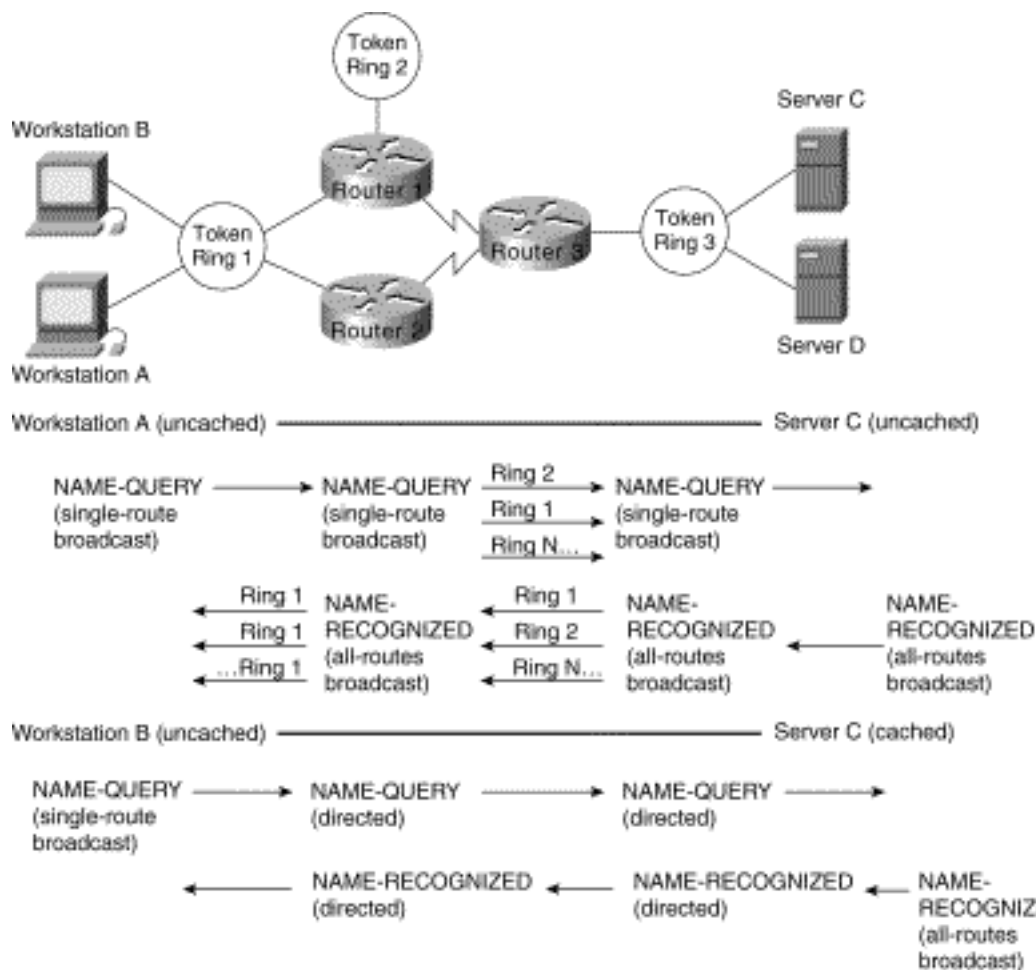 Token
Ring 2
Server C
Workstation B
Router 1
Token
Ring 1
Router 3
Token
Ring 3
Router 2
Server D
Workstation A
Workstation A (uncached)
Server C (uncached)
NAME-QUERY
(single-route
broadcast)
NAME-QUERY
(single-route
broadcast)
Ring 2
Ring 1
Ring N...
NAME-QUERY
(single-route
broadcast)
Ring 1
Ring 1
...Ring 1
NAME-
RECOGNIZED
(all-routes
broadcast)
Ring 1
Ring 2
Ring N...
NAME-
RECOGNIZED
(all-routes
broadcast)
NAME-
RECOGNIZED
(all-routes
broadcast)
Workstation B (uncached)
Server C (cached)
NAME-QUERY
(single-route
broadcast)
NAME-QUERY
(directed)
NAME-QUERY
(directed)
NAME-RECOGNIZED
(directed)
NAME-RECOGNIZED
(directed)
NAME-
RECOGNIZ
(all-routes
broadcast)